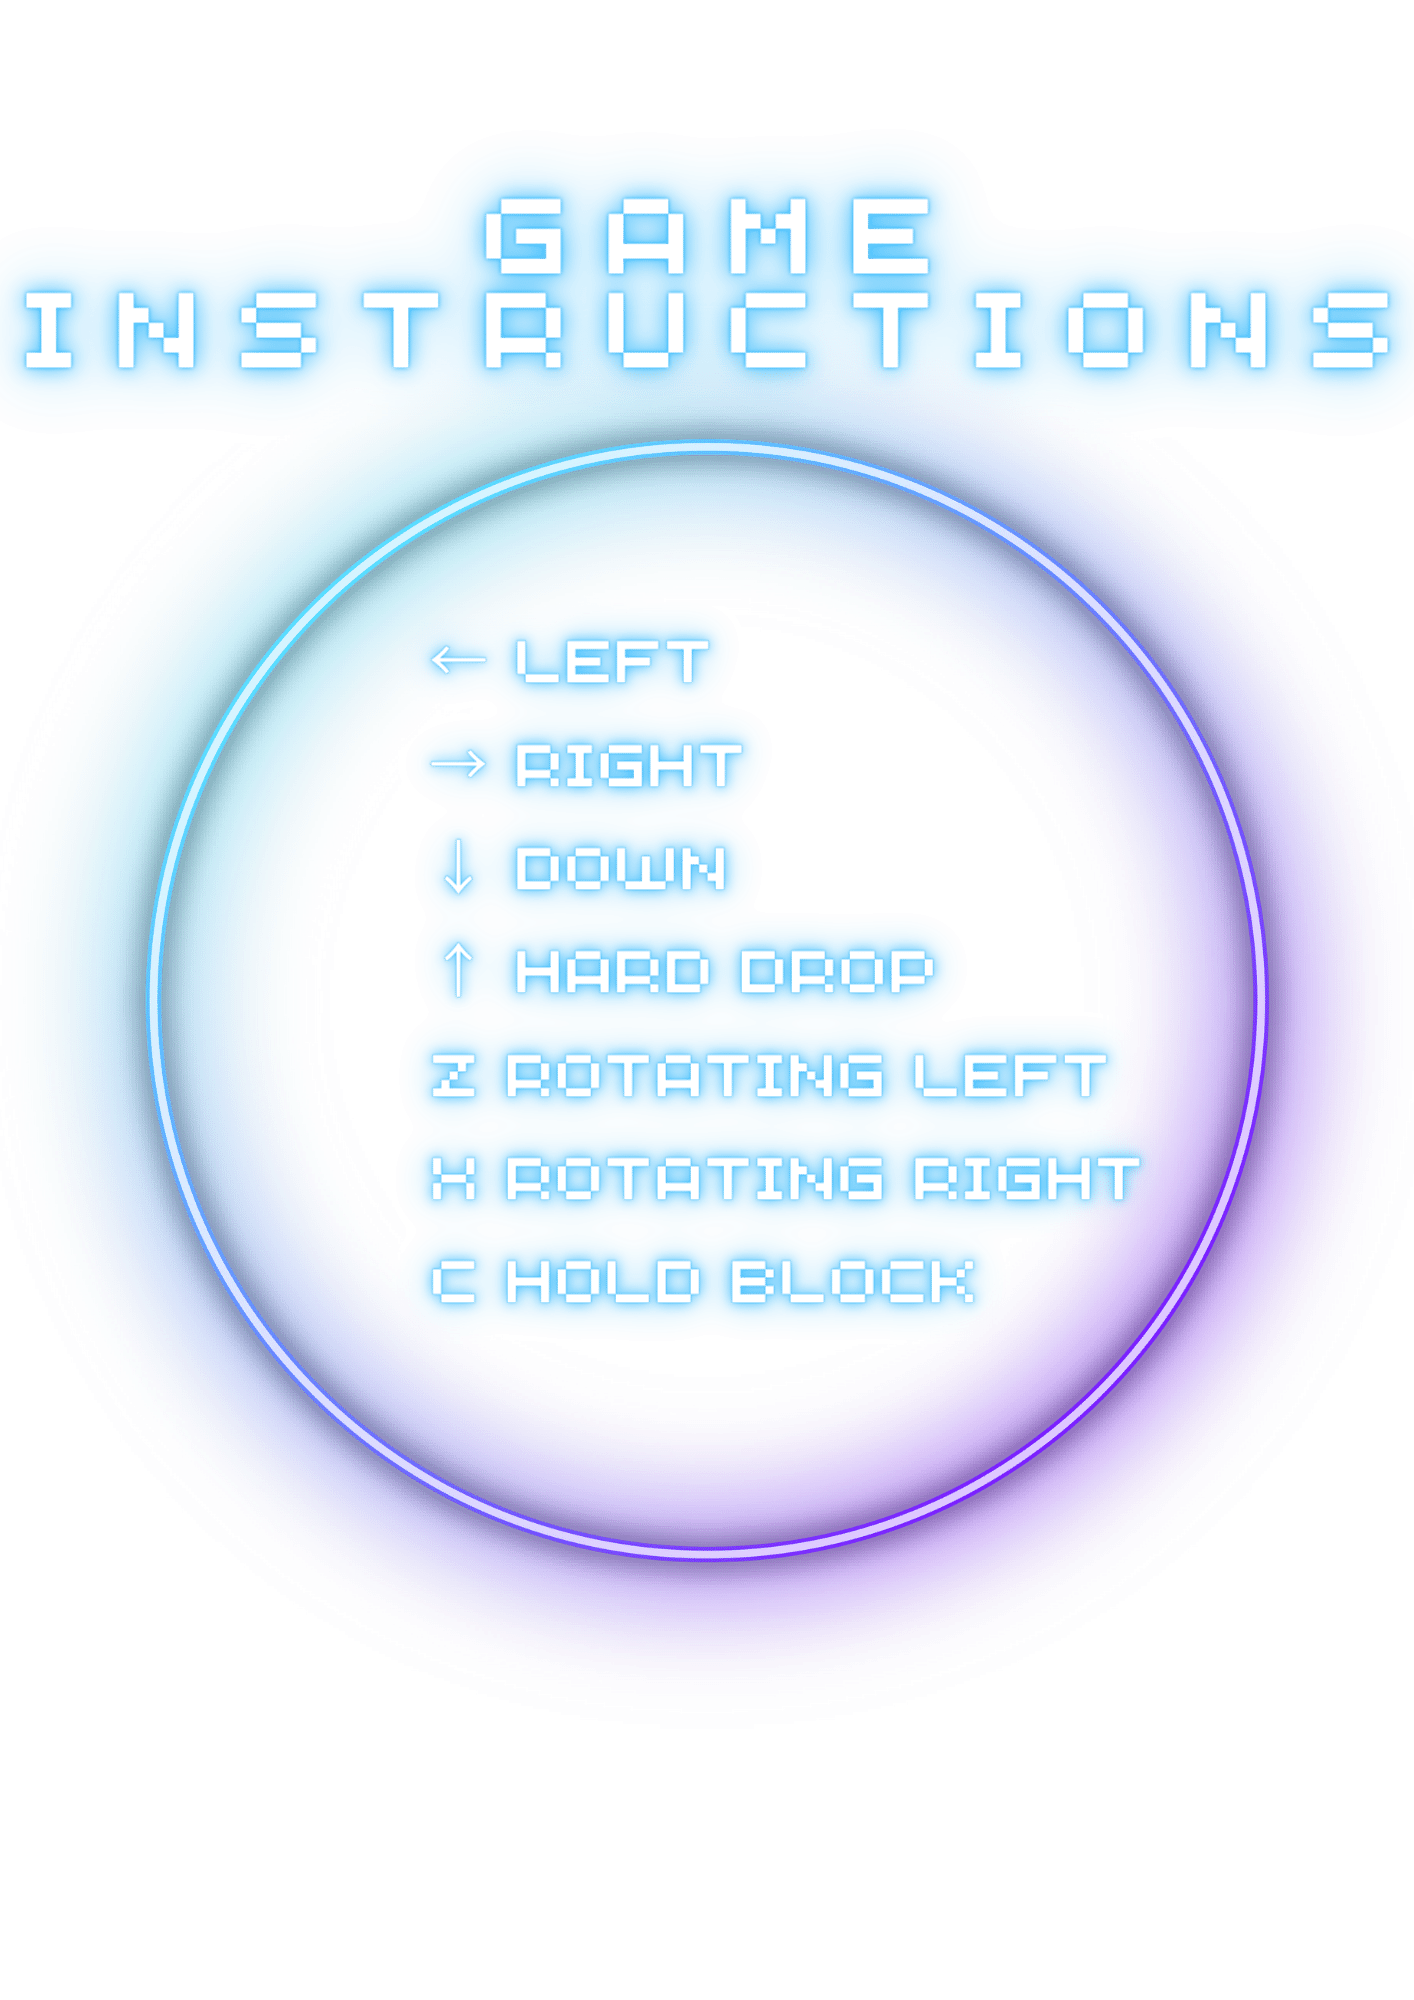 GAME
INSTRUCTIONS
← LEFT
→ RIGHT
↓ DOWN
↑ HARD DROP
Z ROTATING LEFT
X ROTATING RIGHT
C HOLD BLOCK